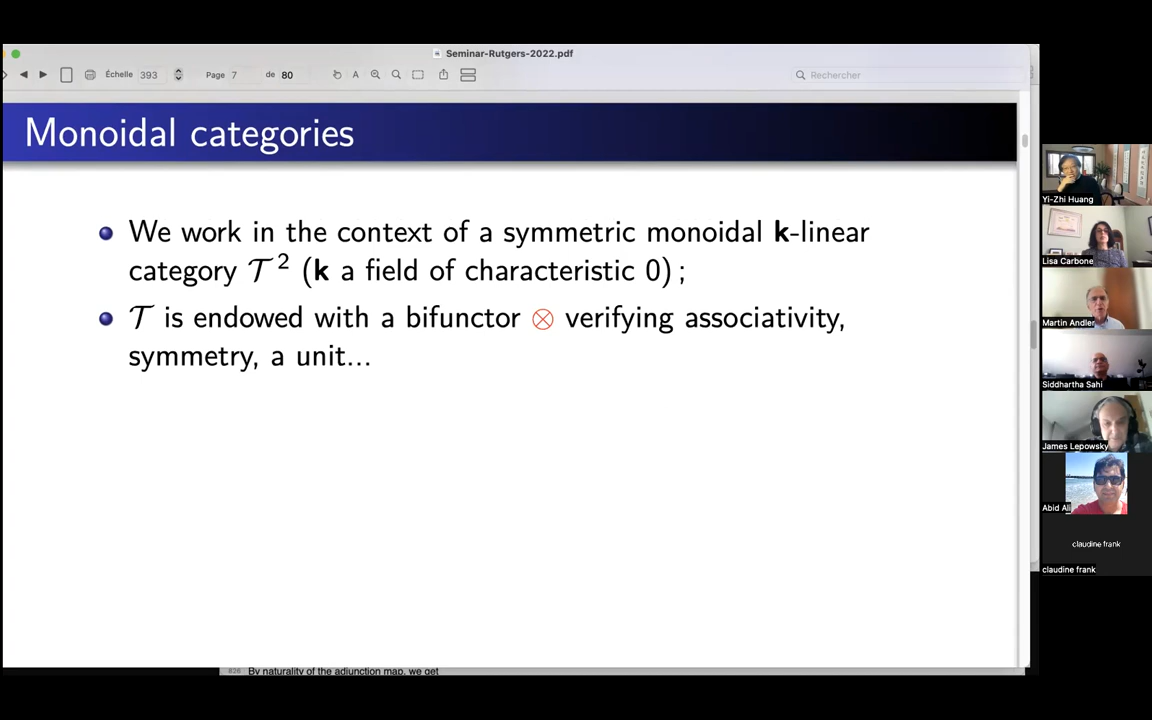 Seminar-Rutgers-2022.pdf
Échelle 393 Page 7 de 80 Rechercher
Monoidal categories
We work in the context of a symmetric monoidal k-linear
category 𝒯 ² (k a field of characteristic 0) ;
𝒯 is endowed with a bifunctor ⊗ verifying associativity,
symmetry, a unit...
By naturality of the adjunction map, we get
Yi-Zhi Huang
Lisa Carbone
Martin Andler
Siddhartha Sahi
James Lepowsky
Abid Ali
claudine frank
claudine frank